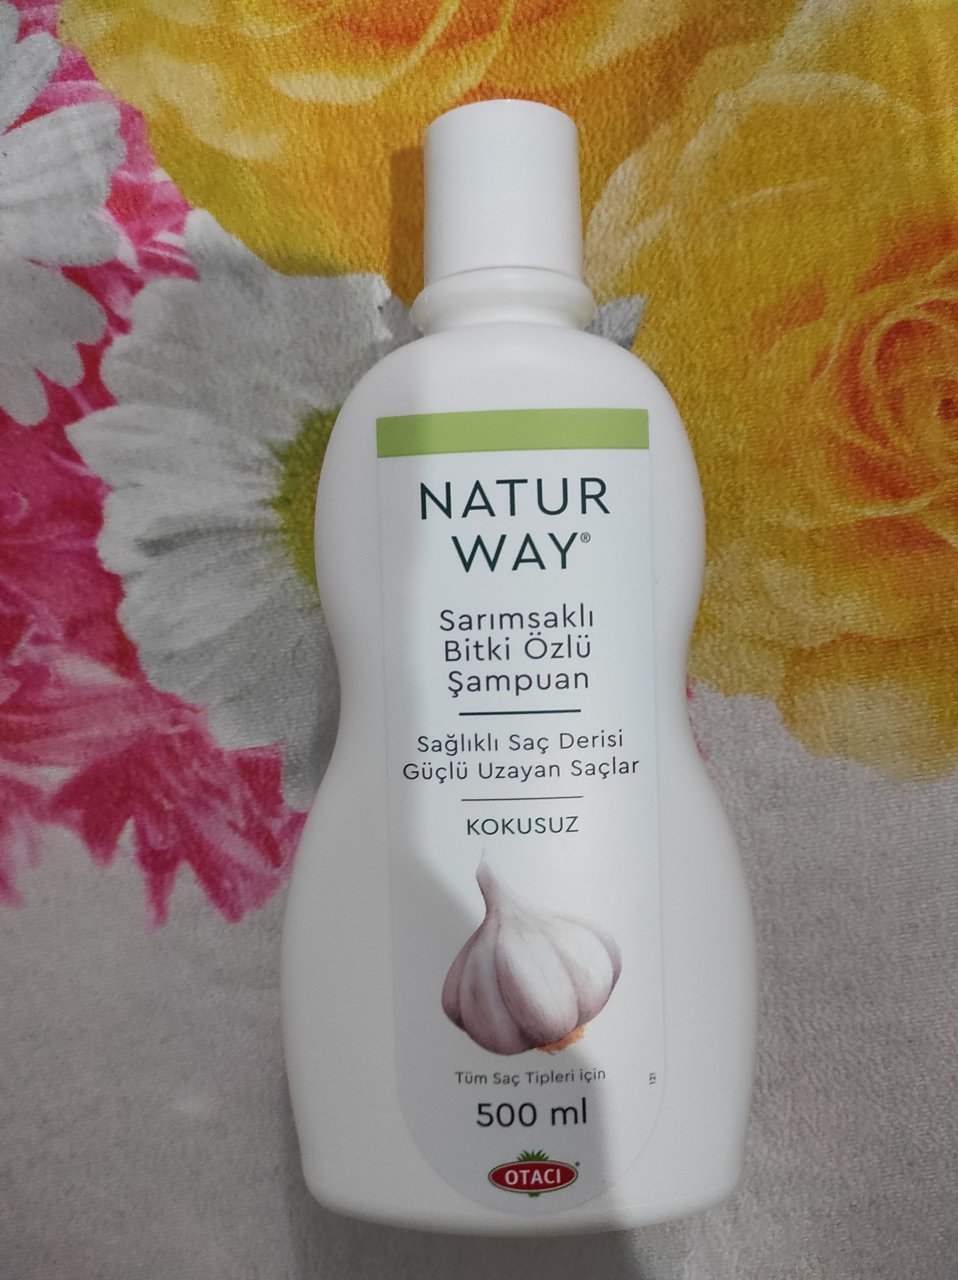 NATUR
WAY®
Sarımsaklı
Bitki Özlü
Şampuan
Sağlıklı Saç Derisi
Güçlü Uzayan Saçlar
KOKUSUZ
Tüm Saç Tipleri için
121
500 ml
OTACI